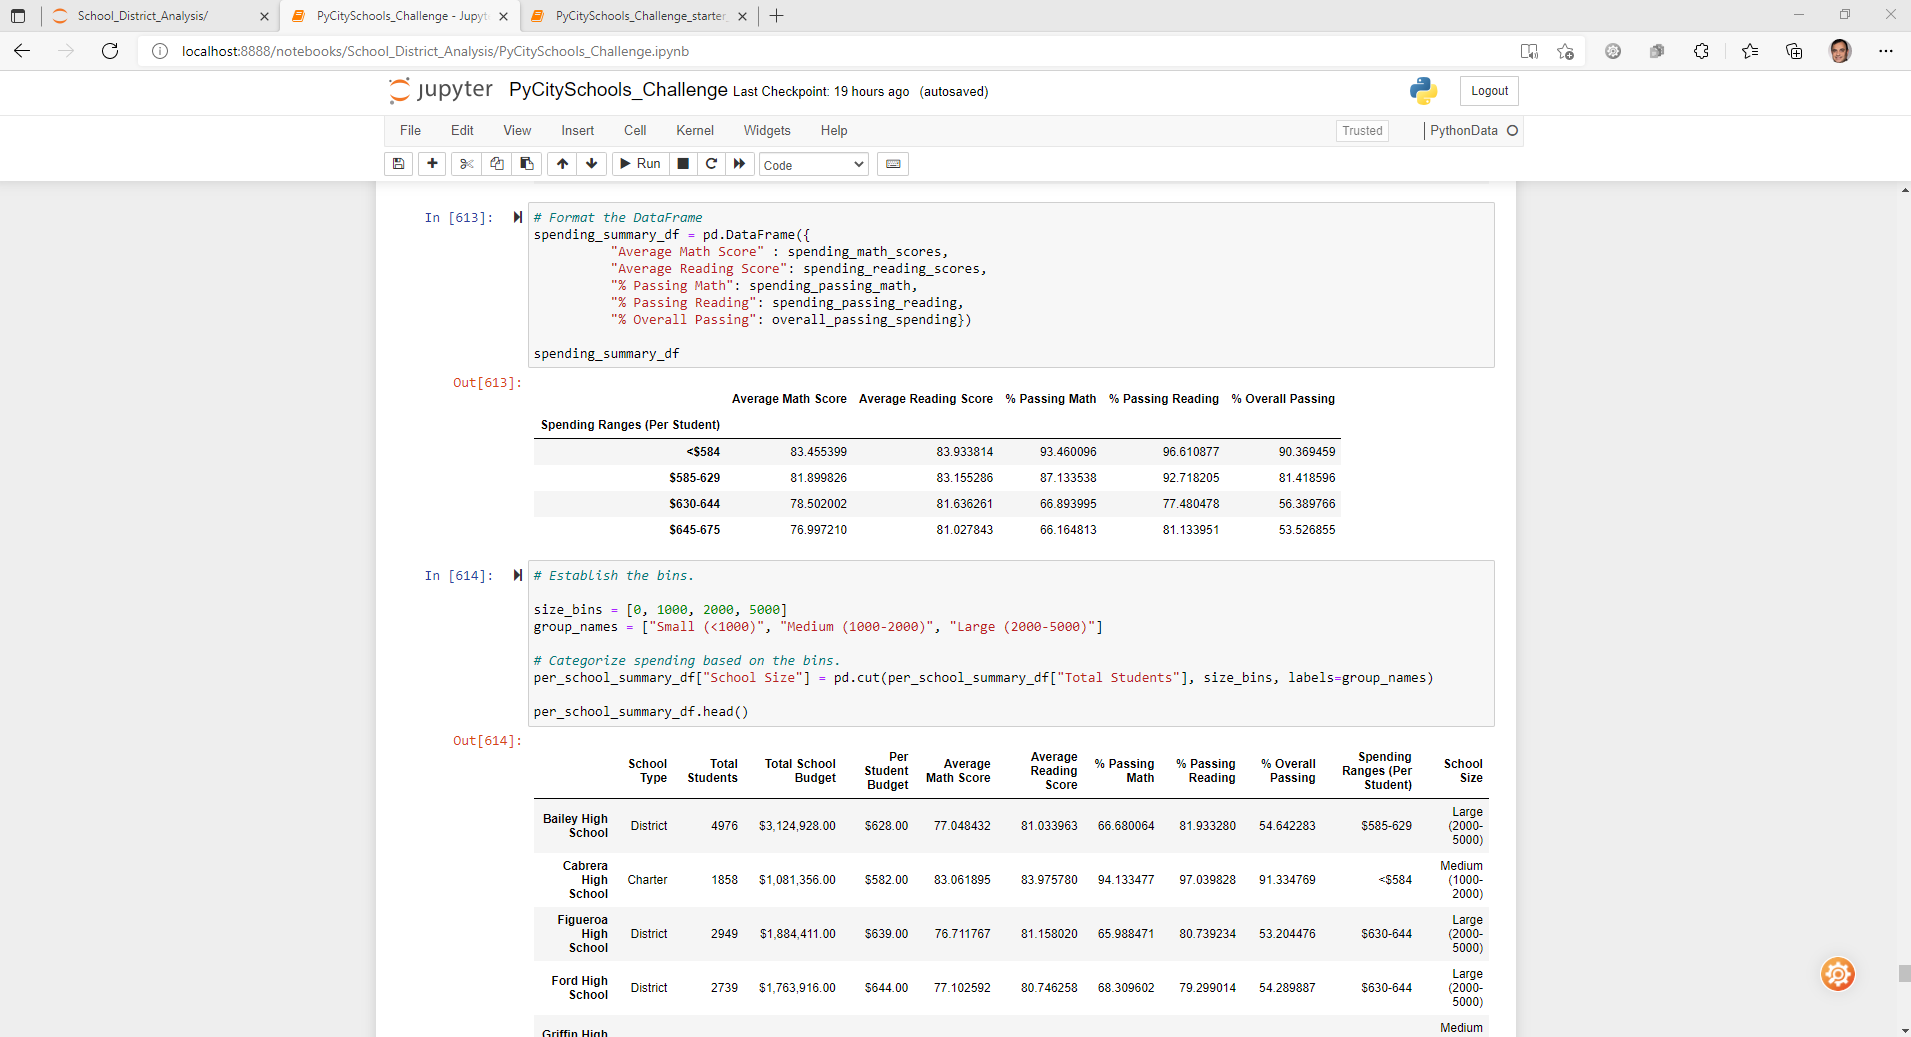 School_District_Analysis/
PyCitySchools_Challenge - Jupyt
PyCitySchools_Challenge_starter_
localhost:8888/notebooks/School_District_Analysis/PyCitySchools_Challenge.ipynb
jupyter PyCitySchools_Challenge Last Checkpoint: 19 hours ago (autosaved) Logout
File Edit View Insert Cell Kernel Widgets Help Trusted PythonData
Run Code
In [613]: # Format the DataFrame
spending_summary_df = pd.DataFrame({
"Average Math Score" : spending_math_scores,
"Average Reading Score": spending_reading_scores,
"% Passing Math": spending_passing_math,
"% Passing Reading": spending_passing_reading,
"% Overall Passing": overall_passing_spending})
spending_summary_df
Out[613]:
Average Math Score Average Reading Score % Passing Math % Passing Reading % Overall Passing
Spending Ranges (Per Student)
<$584 83.455399 83.933814 93.460096 96.610877 90.369459
$585-629 81.899826 83.155286 87.133538 92.718205 81.418596
$630-644 78.502002 81.636261 66.893995 77.480478 56.389766
$645-675 76.997210 81.027843 66.164813 81.133951 53.526855
In [614]: # Establish the bins.
size_bins = [0, 1000, 2000, 5000]
group_names = ["Small (<1000)", "Medium (1000-2000)", "Large (2000-5000)"]
# Categorize spending based on the bins.
per_school_summary_df["School Size"] = pd.cut(per_school_summary_df["Total Students"], size_bins, labels=group_names)
per_school_summary_df.head()
Out[614]:
School Type Total Students Total School Budget Per Student Budget Average Math Score Average Reading Score % Passing Math % Passing Reading % Overall Passing Spending Ranges (Per Student) School Size
Bailey High School District 4976 $3,124,928.00 $628.00 77.048432 81.033963 66.680064 81.933280 54.642283 $585-629 Large (2000-5000)
Cabrera High School Charter 1858 $1,081,356.00 $582.00 83.061895 83.975780 94.133477 97.039828 91.334769 <$584 Medium (1000-2000)
Figueroa High School District 2949 $1,884,411.00 $639.00 76.711767 81.158020 65.988471 80.739234 53.204476 $630-644 Large (2000-5000)
Ford High School District 2739 $1,763,916.00 $644.00 77.102592 80.746258 68.309602 79.299014 54.289887 $630-644 Large (2000-5000)
Griffin High Medium